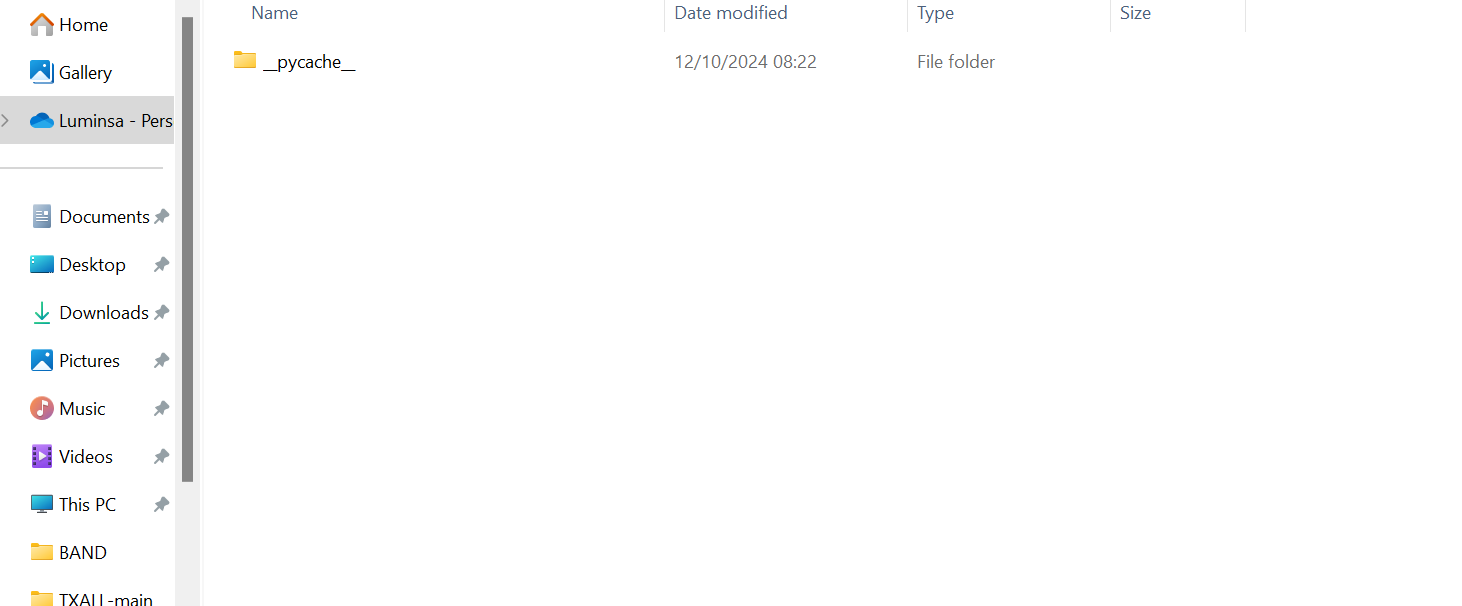 Home
Gallery
Luminsa - Pers
Documents
Desktop
Downloads
Pictures
Music
Videos
This PC
BAND
TXALL-main
Name Date modified Type Size
__pycache__ 12/10/2024 08:22 File folder